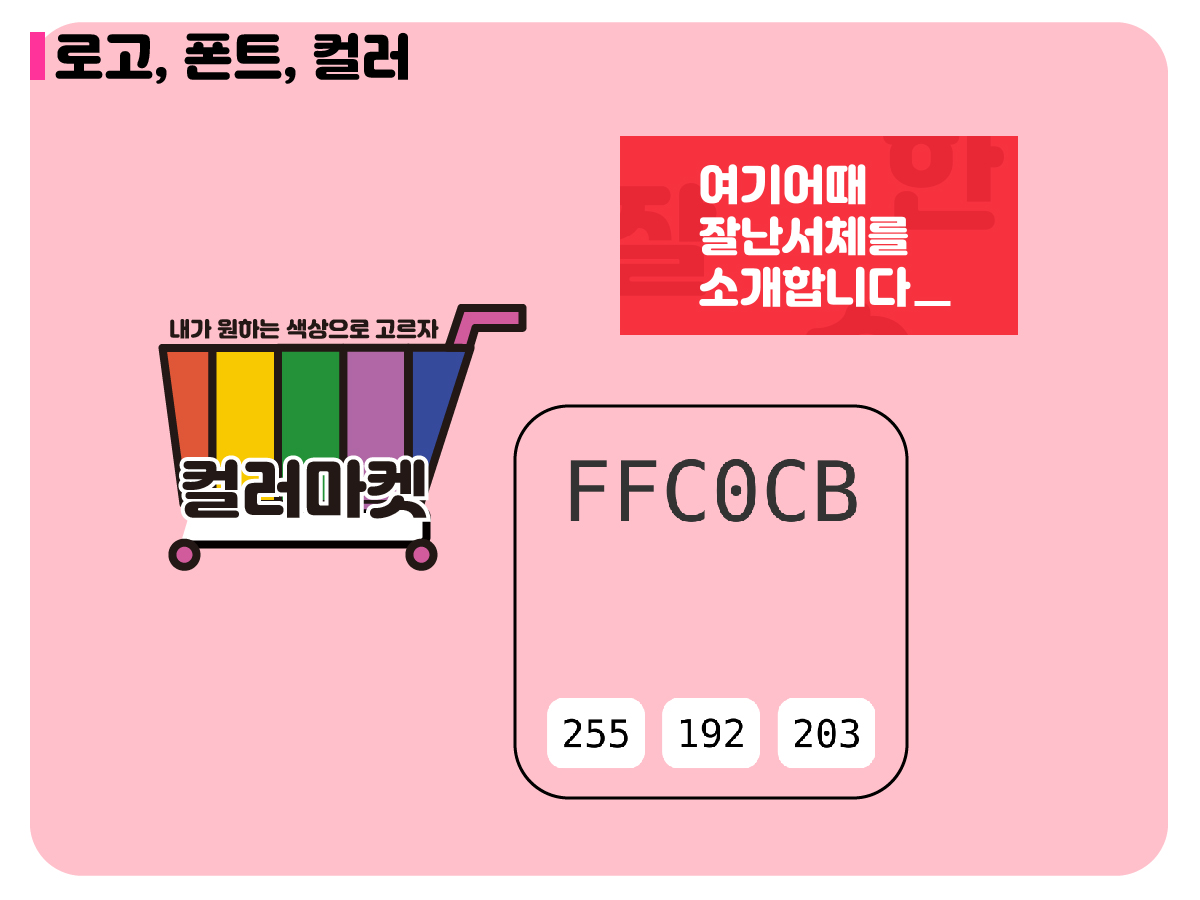 로고, 폰트, 컬러
여기어때
잘난서체를
소개합니다_
잘
한
내가 원하는 색상으로 고르자
컬러마켓
FFC0CB
255 192 203